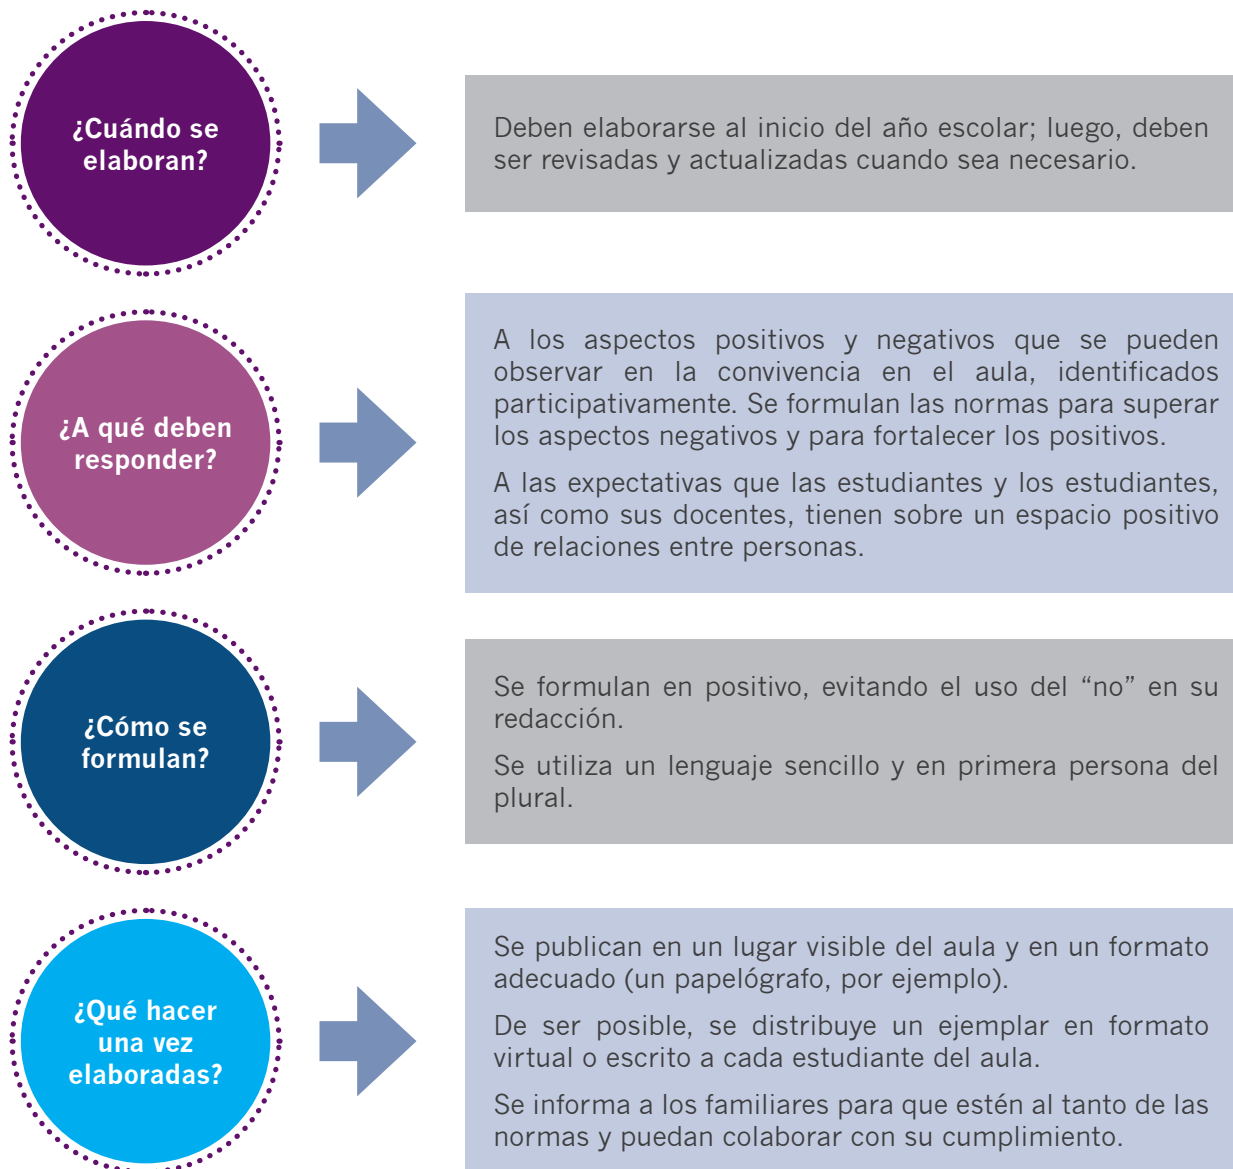 ¿Cuándo se
elaboran?
Deben elaborarse al inicio del año escolar; luego, deben
ser revisadas y actualizadas cuando sea necesario.
¿A qué deben
responder?
A los aspectos positivos y negativos que se pueden
observar en la convivencia en el aula, identificados
participativamente. Se formulan las normas para superar
los aspectos negativos y para fortalecer los positivos.
A las expectativas que las estudiantes y los estudiantes,
así como sus docentes, tienen sobre un espacio positivo
de relaciones entre personas.
¿Cómo se
formulan?
Se formulan en positivo, evitando el uso del “no” en su
redacción.
Se utiliza un lenguaje sencillo y en primera persona del
plural.
¿Qué hacer
una vez
elaboradas?
Se publican en un lugar visible del aula y en un formato
adecuado (un papelógrafo, por ejemplo).
De ser posible, se distribuye un ejemplar en formato
virtual o escrito a cada estudiante del aula.
Se informa a los familiares para que estén al tanto de las
normas y puedan colaborar con su cumplimiento.